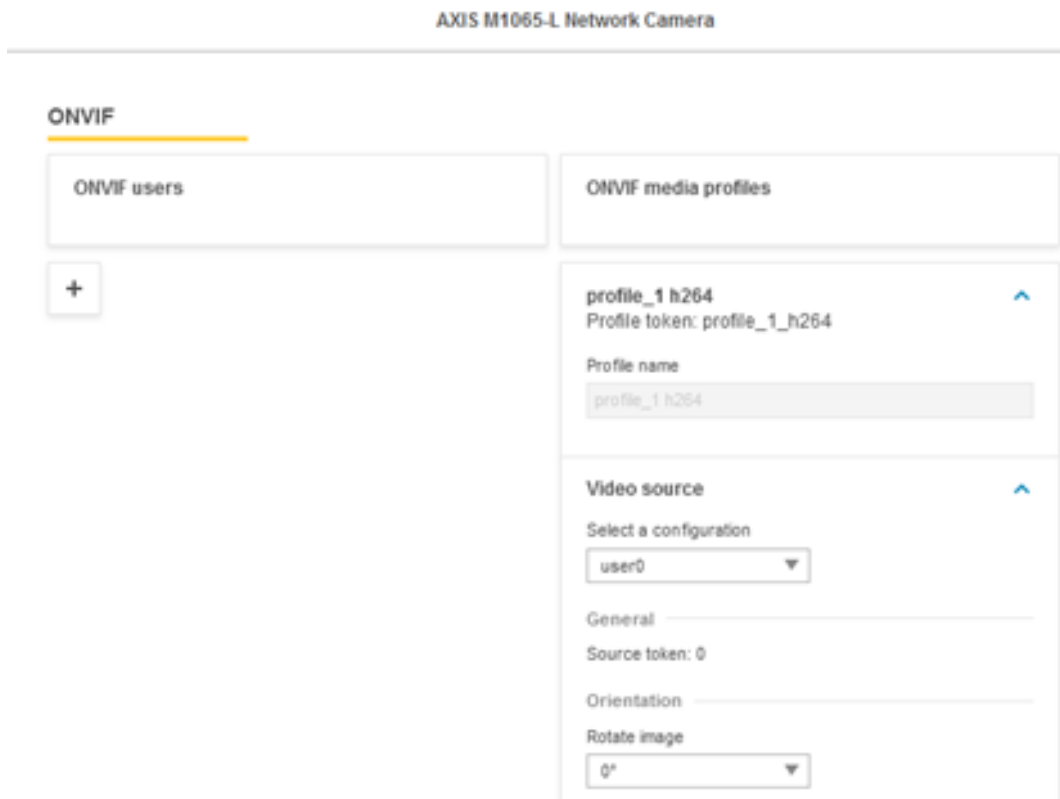 AXIS M1065-L Network Camera
ONVIF
ONVIF users
+
ONVIF media profiles
profile_1 h264
Profile token: profile_1_h264
Profile name
profile_1 h264
Video source
Select a configuration
user0
General
Source token: 0
Orientation
Rotate image
0°